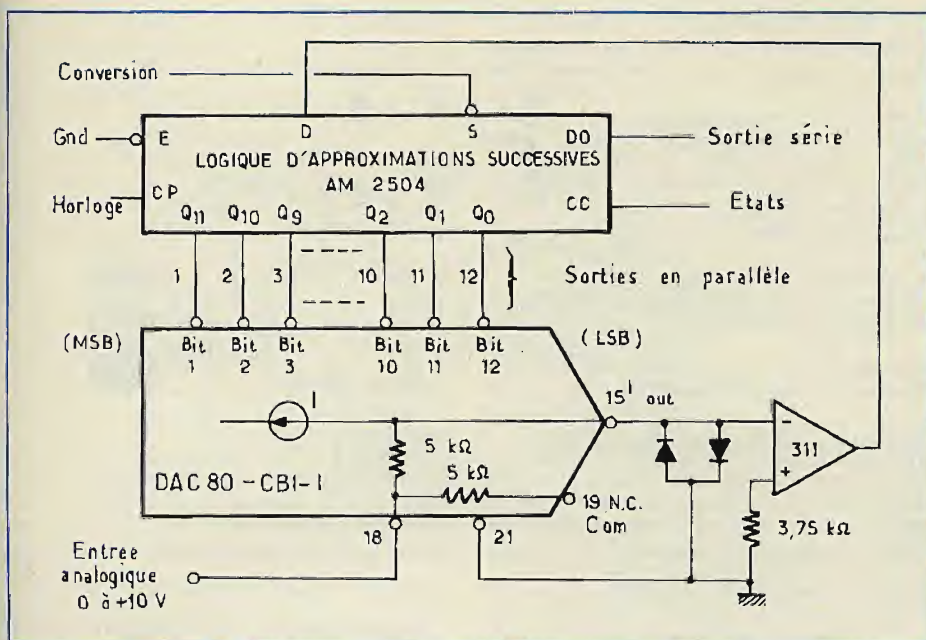 Conversion
Gnd
E
D
S
DO
Sortie série
LOGIQUE D'APPROXIMATIONS SUCCESSIVES
AM 2504
Horloge
CP
CC
Etats
Q11 Q10 Q9 Q2 Q1 Q0
1 2 3 10 11 12
Sorties en parallèle
(MSB)
(LSB)
Bit 1
Bit 2
Bit 3
Bit 10
Bit 11
Bit 12
I
15 I out
5 kΩ
5 kΩ
-
311
+
DAC 80 - CBI - I
19 N.C.
Com
3,75 kΩ
18
21
Entrée
analogique
0 à +10 V